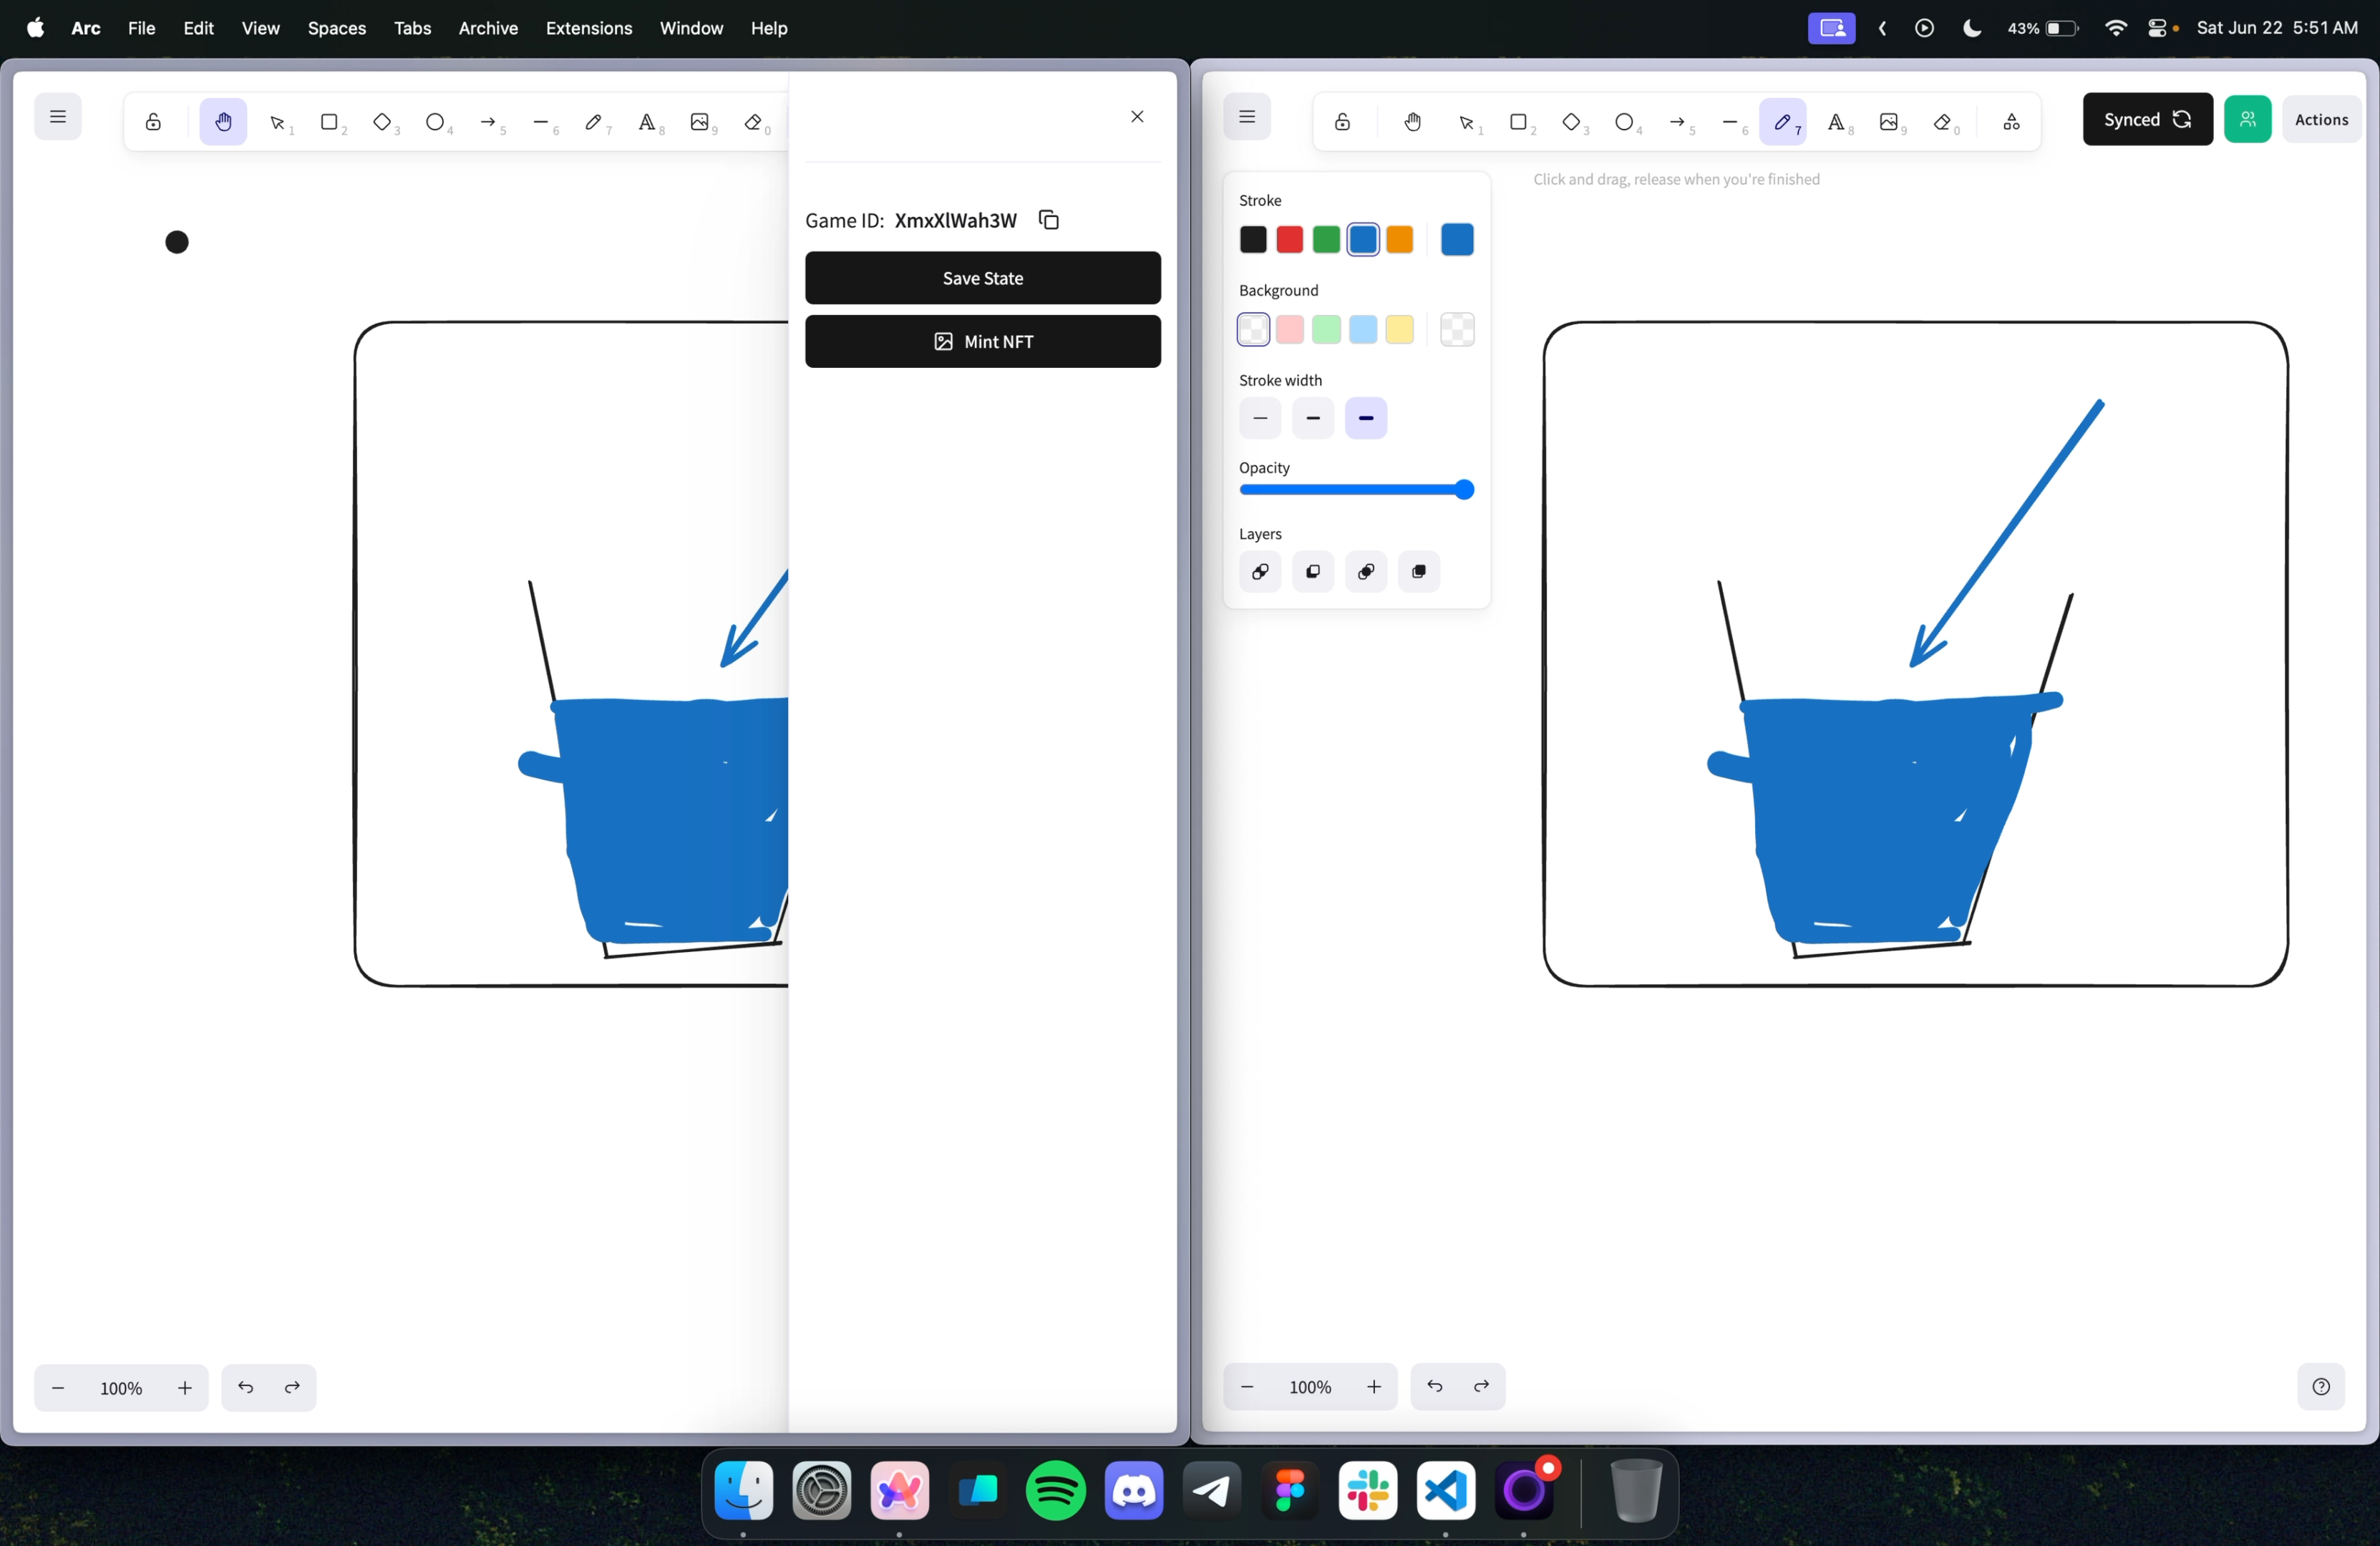 Arc File Edit View Spaces Tabs Archive Extensions Window Help 43% Sat Jun 22 5:51 AM
1 2 3 4 5 6 7 8 9 0
Game ID: XmxXlWah3W
Save State
Mint NFT
100%
1 2 3 4 5 6 7 8 9 0
Synced
Actions
Click and drag, release when you're finished
Stroke
Background
Stroke width
Opacity
Layers
100%